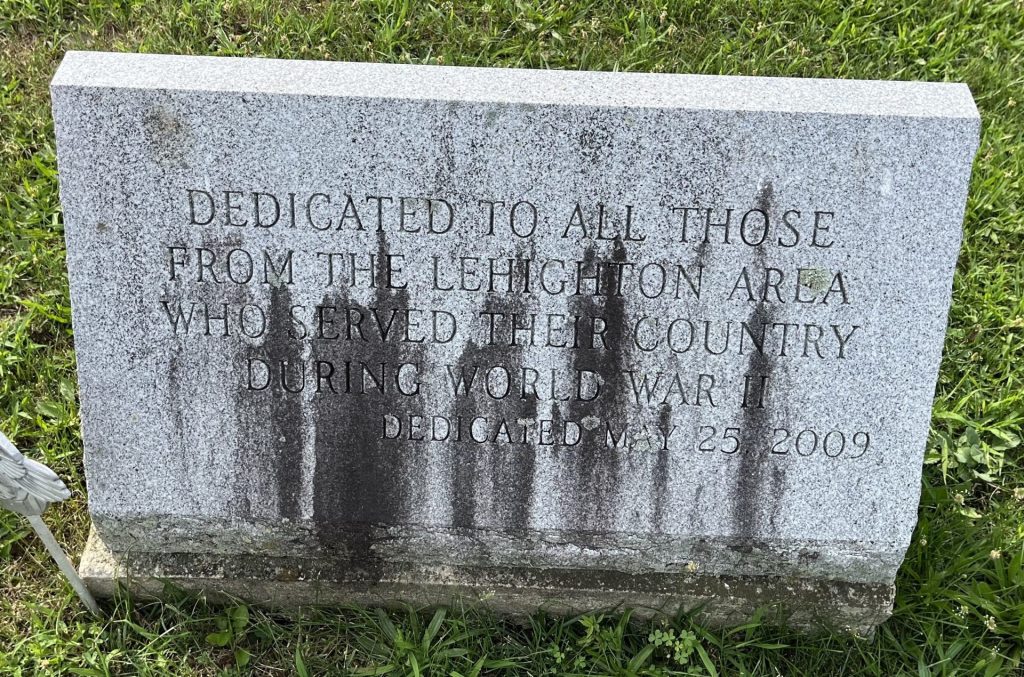 DEDICATED TO ALL THOSE
FROM THE LEHIGHTON AREA
WHO SERVED THEIR COUNTRY
DURING WORLD WAR II
DEDICATED MAY 25, 2009